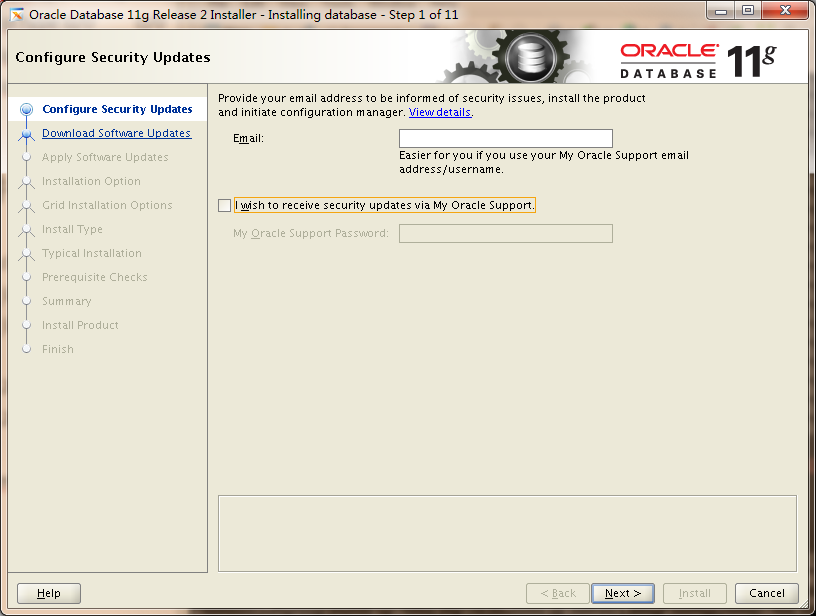 Oracle Database 11g Release 2 Installer - Installing database - Step 1 of 11
Configure Security Updates
ORACLE
DATABASE 11g
Configure Security Updates
Download Software Updates
Apply Software Updates
Installation Option
Grid Installation Options
Install Type
Typical Installation
Prerequisite Checks
Summary
Install Product
Finish
Provide your email address to be informed of security issues, install the product
and initiate configuration manager. View details.
Email:
Easier for you if you use your My Oracle Support email
address/username.
I wish to receive security updates via My Oracle Support.
My Oracle Support Password:
Help
< Back
Next >
Install
Cancel